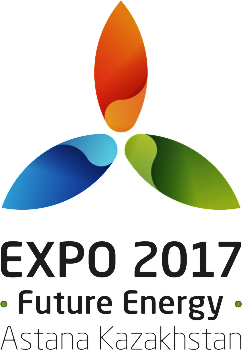 EXPO 2017
• Future Energy •
Astana Kazakhstan